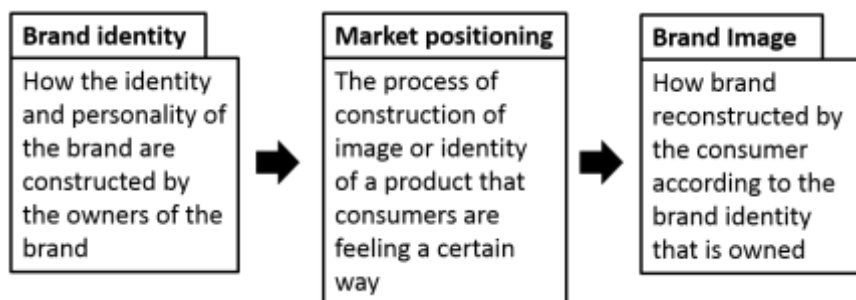 Brand identity
How the identity
and personality of
the brand are
constructed by
the owners of the
brand
Market positioning
The process of
construction of
image or identity
of a product that
consumers are
feeling a certain
way
Brand Image
How brand
reconstructed by
the consumer
according to the
brand identity
that is owned